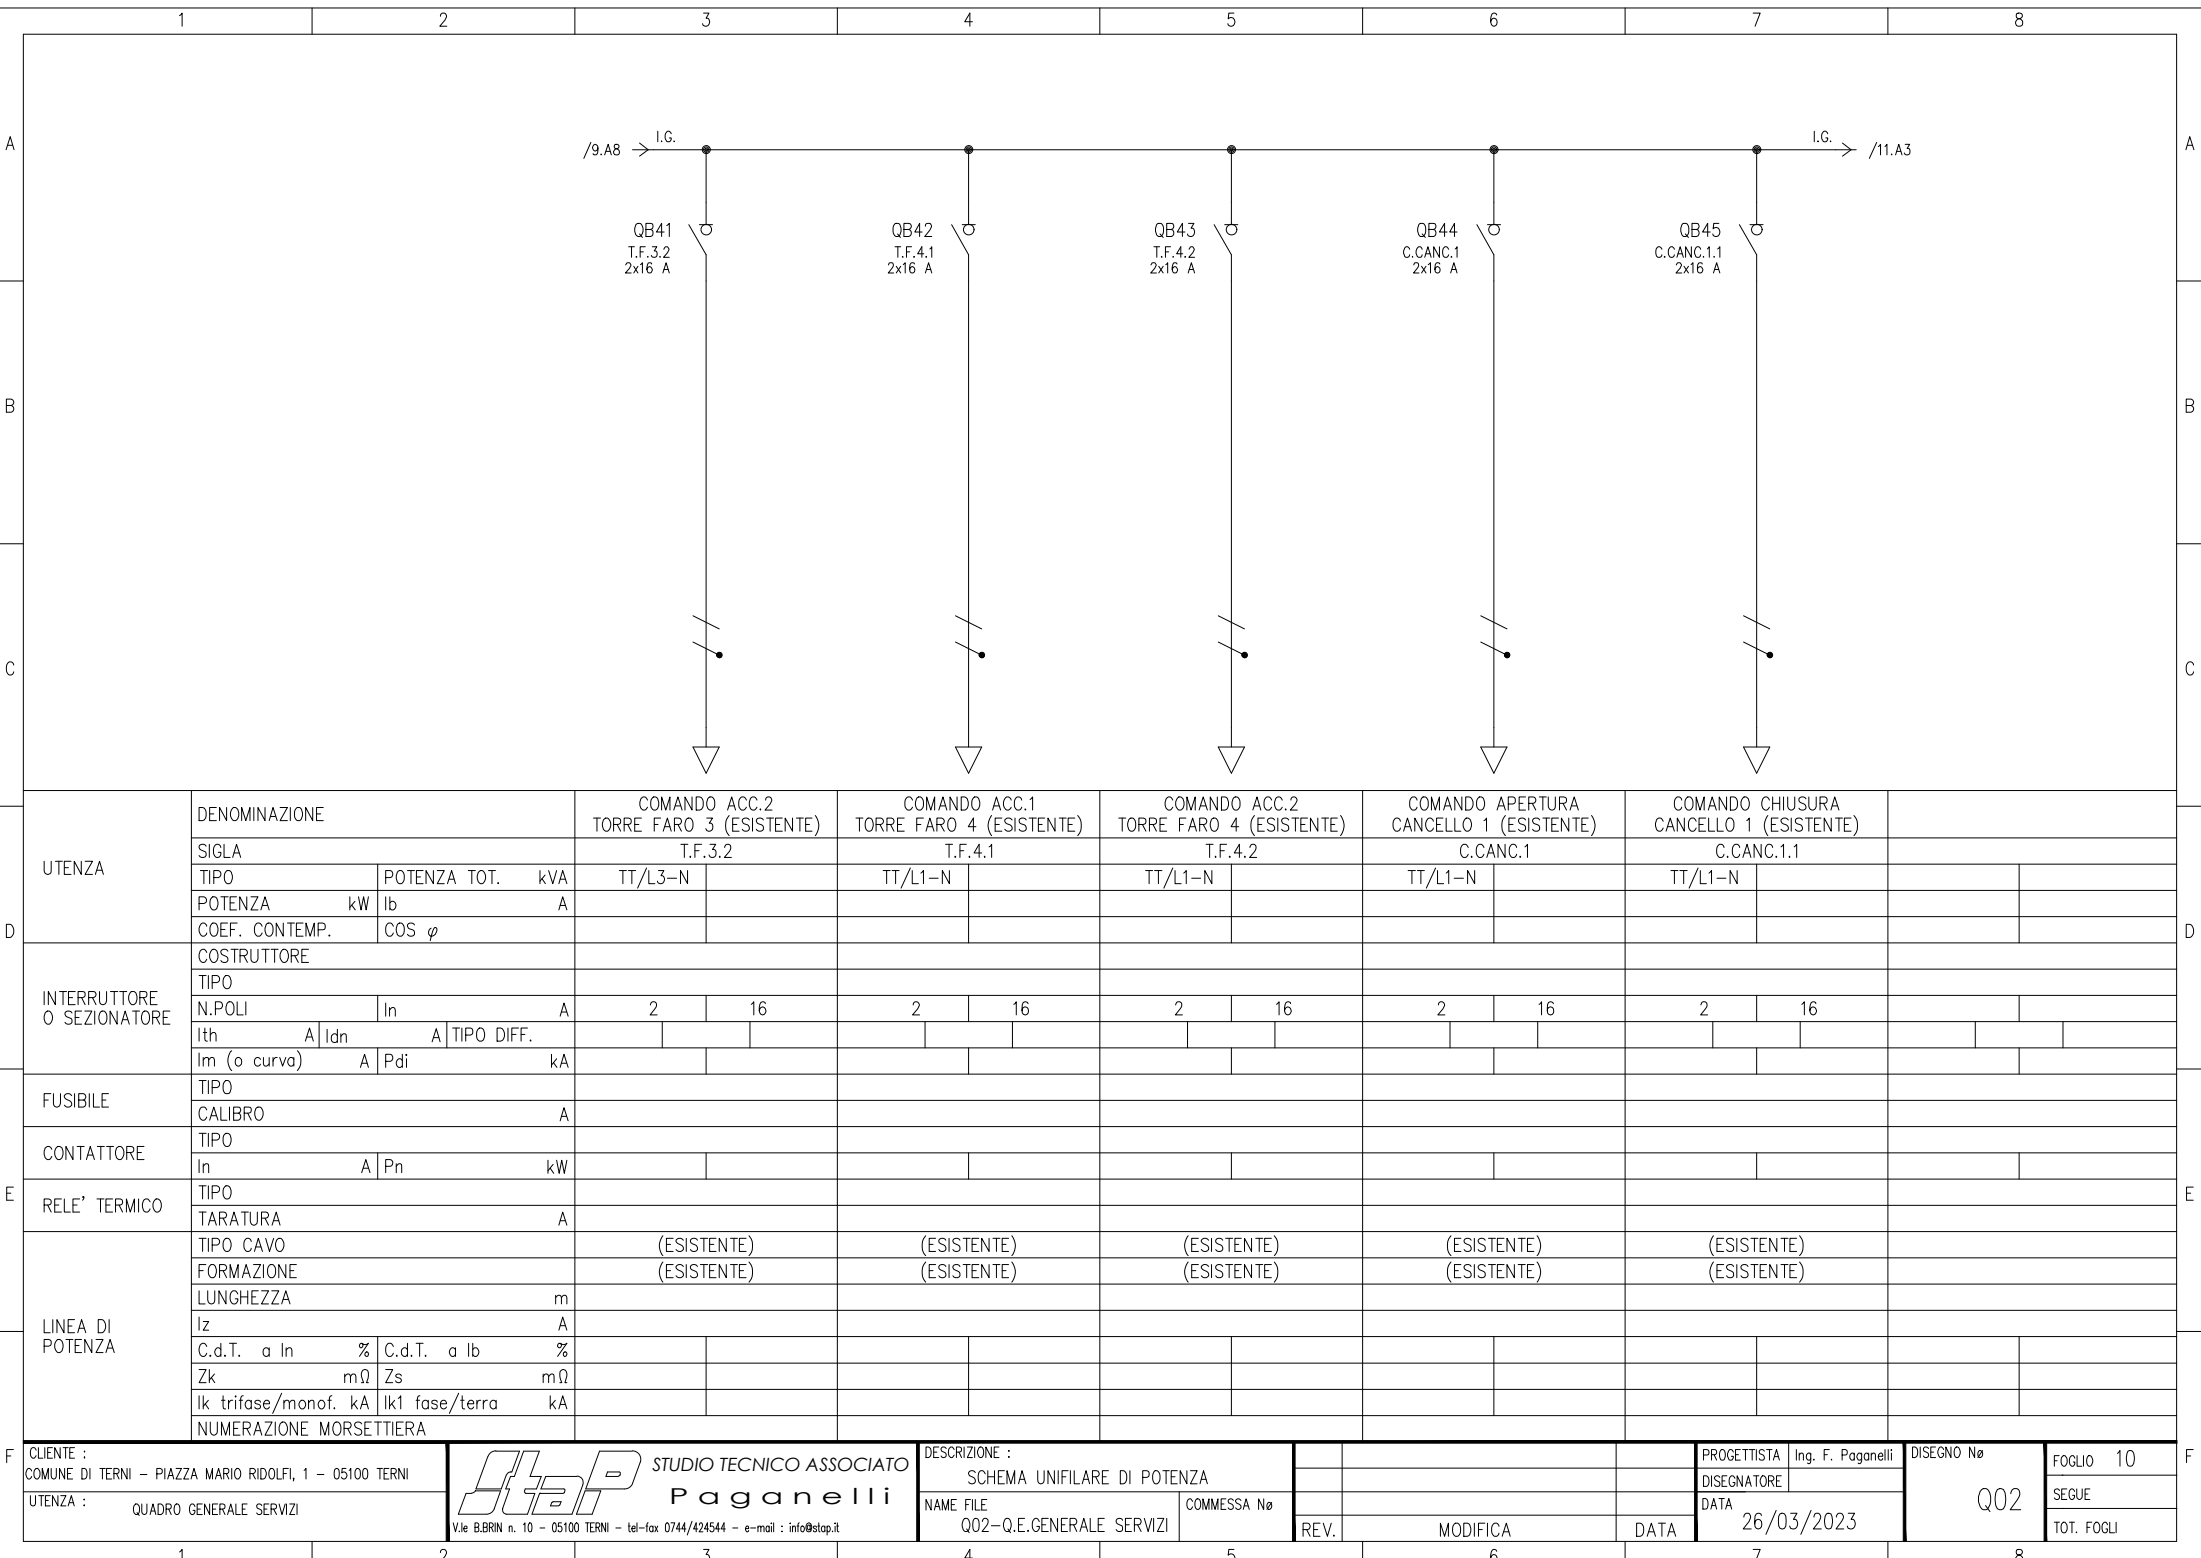 1 2 3 4 5 6 7 8
A A
/9.A8 I.G. I.G. /11.A3
QB41 QB42 QB43 QB44 QB45
T.F.3.2 T.F.4.1 T.F.4.2 C.CANC.1 C.CANC.1.1
2x16 A 2x16 A 2x16 A 2x16 A 2x16 A
B B
C C
UTENZA
DENOMINAZIONE
COMANDO ACC.2 COMANDO ACC.1 COMANDO ACC.2 COMANDO APERTURA COMANDO CHIUSURA
TORRE FARO 3 (ESISTENTE) TORRE FARO 4 (ESISTENTE) TORRE FARO 4 (ESISTENTE) CANCELLO 1 (ESISTENTE) CANCELLO 1 (ESISTENTE)
SIGLA T.F.3.2 T.F.4.1 T.F.4.2 C.CANC.1 C.CANC.1.1
TIPO POTENZA TOT. kVA TT/L3-N TT/L1-N TT/L1-N TT/L1-N TT/L1-N
POTENZA kW Ib A
D COEF. CONTEMP. COS φ D
INTERRUTTORE
O SEZIONATORE
COSTRUTTORE
TIPO
N.POLI In A 2 16 2 16 2 16 2 16 2 16
Ith A Idn A TIPO DIFF.
Im (o curva) A Pdi kA
FUSIBILE
TIPO
CALIBRO A
CONTATTORE
TIPO
In A Pn kW
E E
RELE' TERMICO
TIPO
TARATURA A
LINEA DI
POTENZA
TIPO CAVO (ESISTENTE) (ESISTENTE) (ESISTENTE) (ESISTENTE) (ESISTENTE)
FORMAZIONE (ESISTENTE) (ESISTENTE) (ESISTENTE) (ESISTENTE) (ESISTENTE)
LUNGHEZZA m
Iz A
C.d.T. a In % C.d.T. a Ib %
Zk mΩ Zs mΩ
Ik trifase/monof. kA Ik1 fase/terra kA
NUMERAZIONE MORSETTIERA
F F
CLIENTE :
COMUNE DI TERNI - PIAZZA MARIO RIDOLFI, 1 - 05100 TERNI
UTENZA :
QUADRO GENERALE SERVIZI
StaP
STUDIO TECNICO ASSOCIATO
Paganelli
V.le B.BRIN n. 10 - 05100 TERNI - tel-fax 0744/424544 - e-mail : info@stap.it
DESCRIZIONE :
SCHEMA UNIFILARE DI POTENZA
NAME FILE
Q02-Q.E.GENERALE SERVIZI
COMMESSA Nø
REV. MODIFICA DATA
PROGETTISTA Ing. F. Paganelli
DISEGNATORE
DATA
26/03/2023
DISEGNO Nø
Q02
FOGLIO 10
SEGUE
TOT. FOGLI
1 2 3 4 5 6 7 8